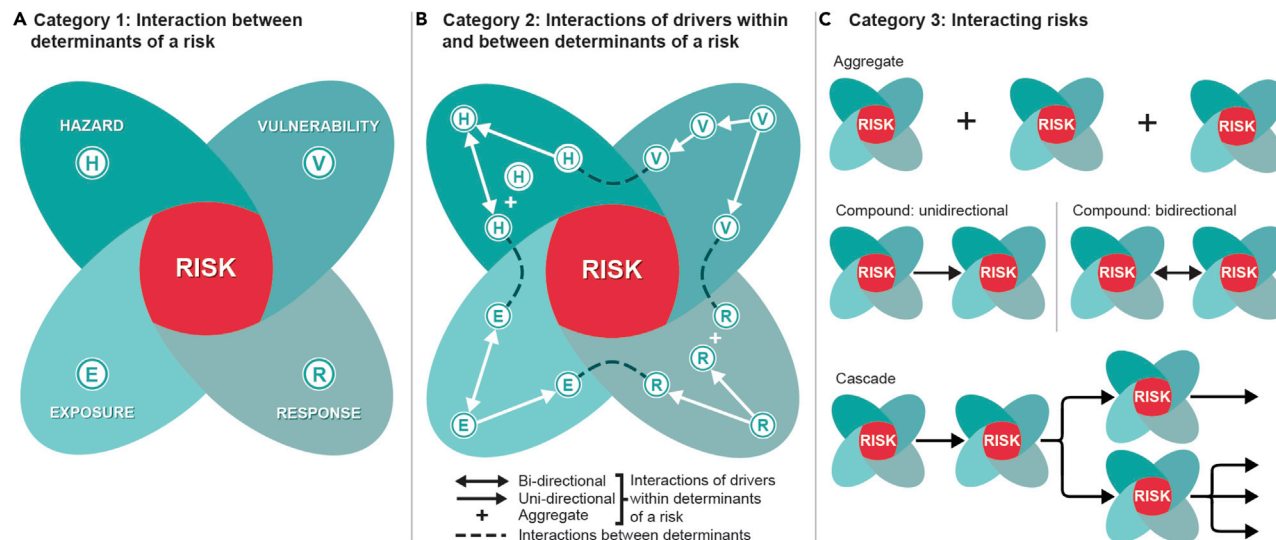 A Category 1: Interaction between
determinants of a risk
HAZARD
H
VULNERABILITY
V
RISK
E
EXPOSURE
R
RESPONSE
B Category 2: Interactions of drivers within
and between determinants of a risk
H
V
V
H
V
H
+
H
V
RISK
E
R
+
R
E
R
E
R
Bi-directional
Uni-directional
+ Aggregate
Interactions of drivers
within determinants
of a risk
Interactions between determinants
C Category 3: Interacting risks
Aggregate
RISK + RISK + RISK
Compound: unidirectional
RISK RISK
Compound: bidirectional
RISK RISK
Cascade
RISK
RISK
RISK
RISK